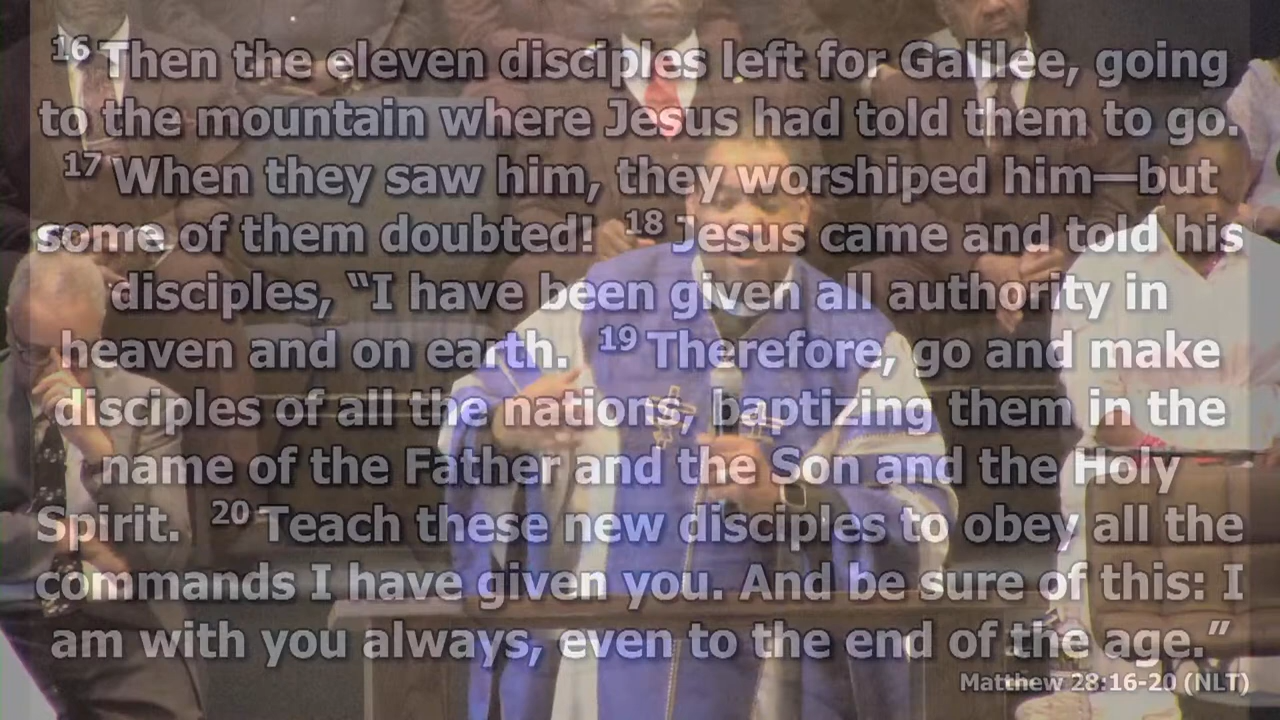 16 Then the eleven disciples left for Galilee, going
to the mountain where Jesus had told them to go.
17 When they saw him, they worshiped him—but
some of them doubted! 18 Jesus came and told his
disciples, “I have been given all authority in
heaven and on earth. 19 Therefore, go and make
disciples of all the nations, baptizing them in the
name of the Father and the Son and the Holy
Spirit. 20 Teach these new disciples to obey all the
commands I have given you. And be sure of this: I
am with you always, even to the end of the age.”
Matthew 28:16-20 (NLT)